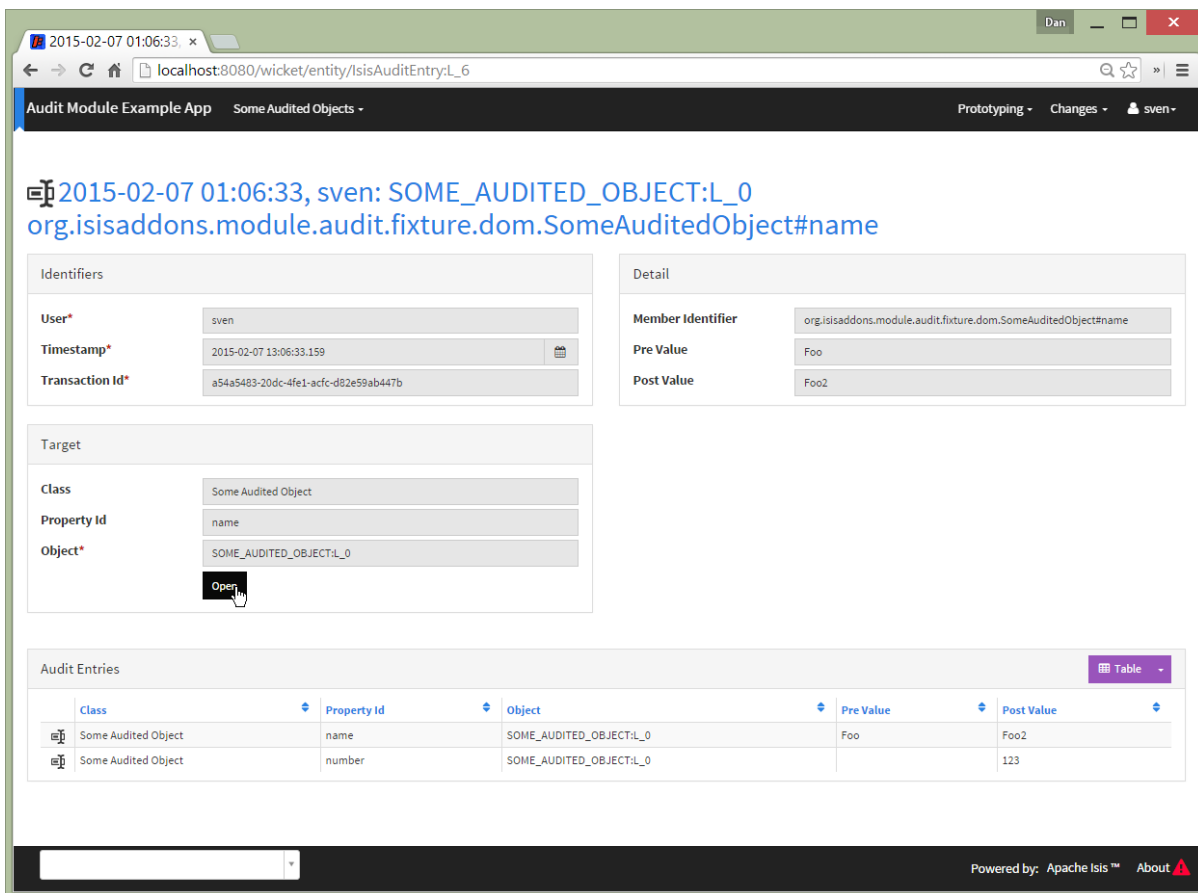 Dan
2015-02-07 01:06:33,
localhost:8080/wicket/entity/IsisAuditEntry:L_6
Audit Module Example App Some Audited Objects Prototyping Changes sven
2015-02-07 01:06:33, sven: SOME_AUDITED_OBJECT:L_0
org.isisaddons.module.audit.fixture.dom.SomeAuditedObject#name
Identifiers
User* sven
Timestamp* 2015-02-07 13:06:33.159
Transaction Id* a54a5483-20dc-4fe1-acfc-d82e59ab447b
Detail
Member Identifier org.isisaddons.module.audit.fixture.dom.SomeAuditedObject#name
Pre Value Foo
Post Value Foo2
Target
Class Some Audited Object
Property Id name
Object* SOME_AUDITED_OBJECT:L_0
Open
Audit Entries Table
Class Property Id Object Pre Value Post Value
Some Audited Object name SOME_AUDITED_OBJECT:L_0 Foo Foo2
Some Audited Object number SOME_AUDITED_OBJECT:L_0 123
Powered by: Apache Isis ™ About